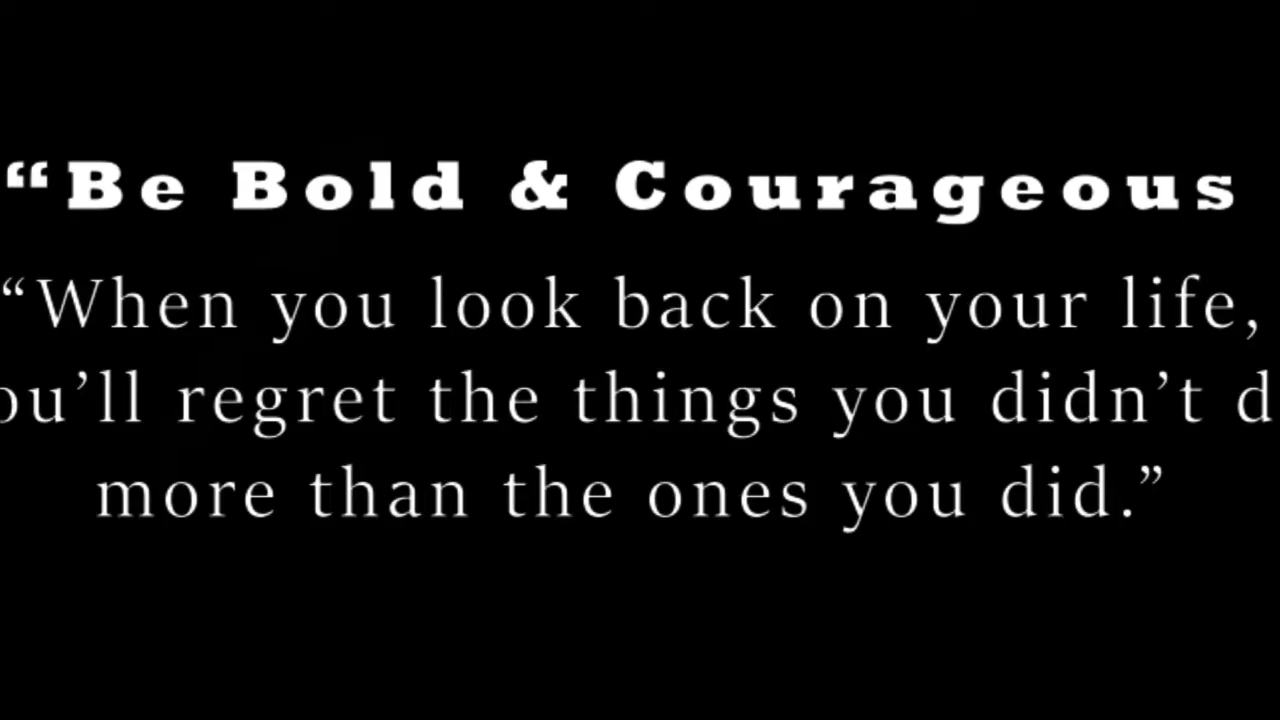 “Be Bold & Courageous
“When you look back on your life,
ou’ll regret the things you didn’t d
more than the ones you did.”